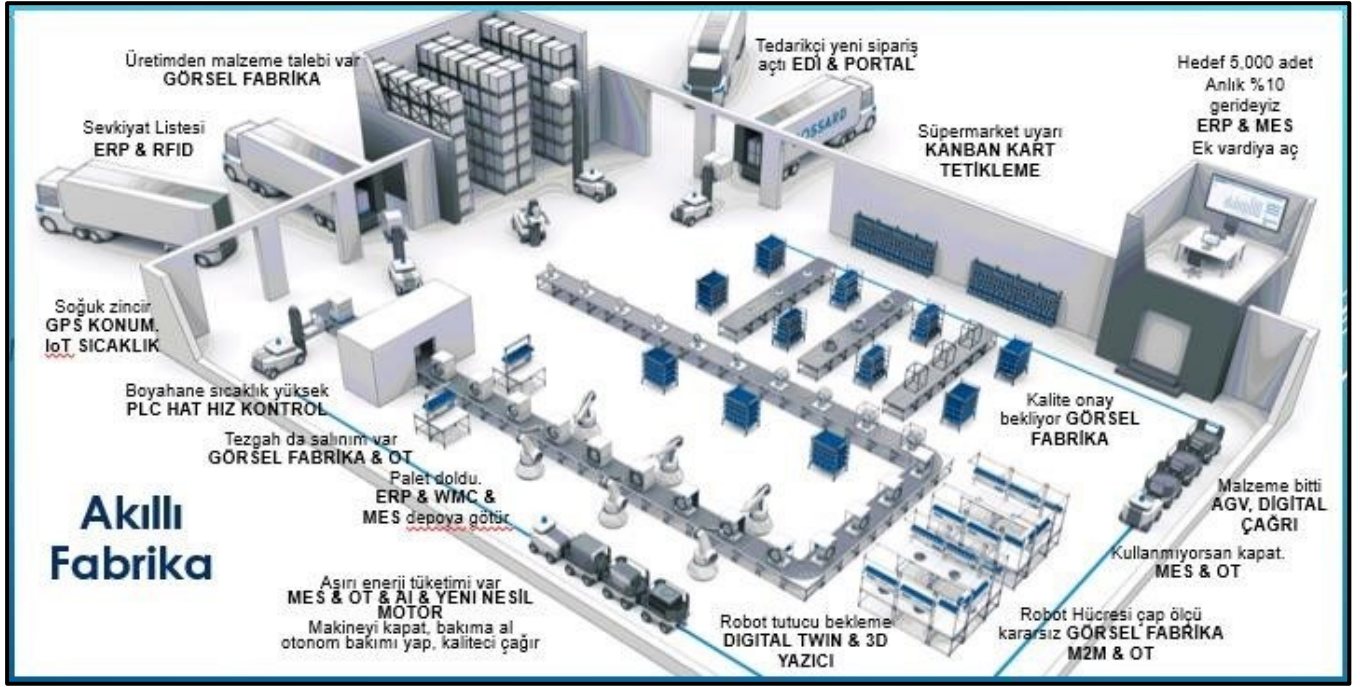 Üretimden malzeme talebi var
GÖRSEL FABRİKA
Tedarikçi yeni sipariş
açtı EDI & PORTAL
Hedef 5,000 adet
Anlık %10
gerideyiz
ERP & MES
Ek vardiya aç
Sevkiyat Listesi
ERP & RFID
OSSARD
Süpermarket uyarı
KANBAN KART
TETİKLEME
Soğuk zincir
GPS KONUM,
IoT SICAKLIK
Boyahane sıcaklık yüksek
PLC HAT HIZ KONTROL
Kalite onay
bekliyor GÖRSEL
FABRİKA
Tezgah da salınım var
GÖRSEL FABRİKA & OT
Palet doldu.
ERP & WMC &
MES depoya götür
Malzeme bitti
AGV, DİGİTAL
ÇAĞRI
Akıllı
Fabrika
Kullanmıyorsan kapat.
MES & OT
Aşırı enerji tüketimi var
MES & OT & AI & YENİ NESİL
MOTOR
Makineyi kapat, bakıma al
otonom bakımı yap, kaliteci çağır
Robot tutucu bekleme
DIGITAL TWIN & 3D
YAZICI
Robot Hücresi çap ölçü
kararsız GÖRSEL FABRİKA
M2M & OT